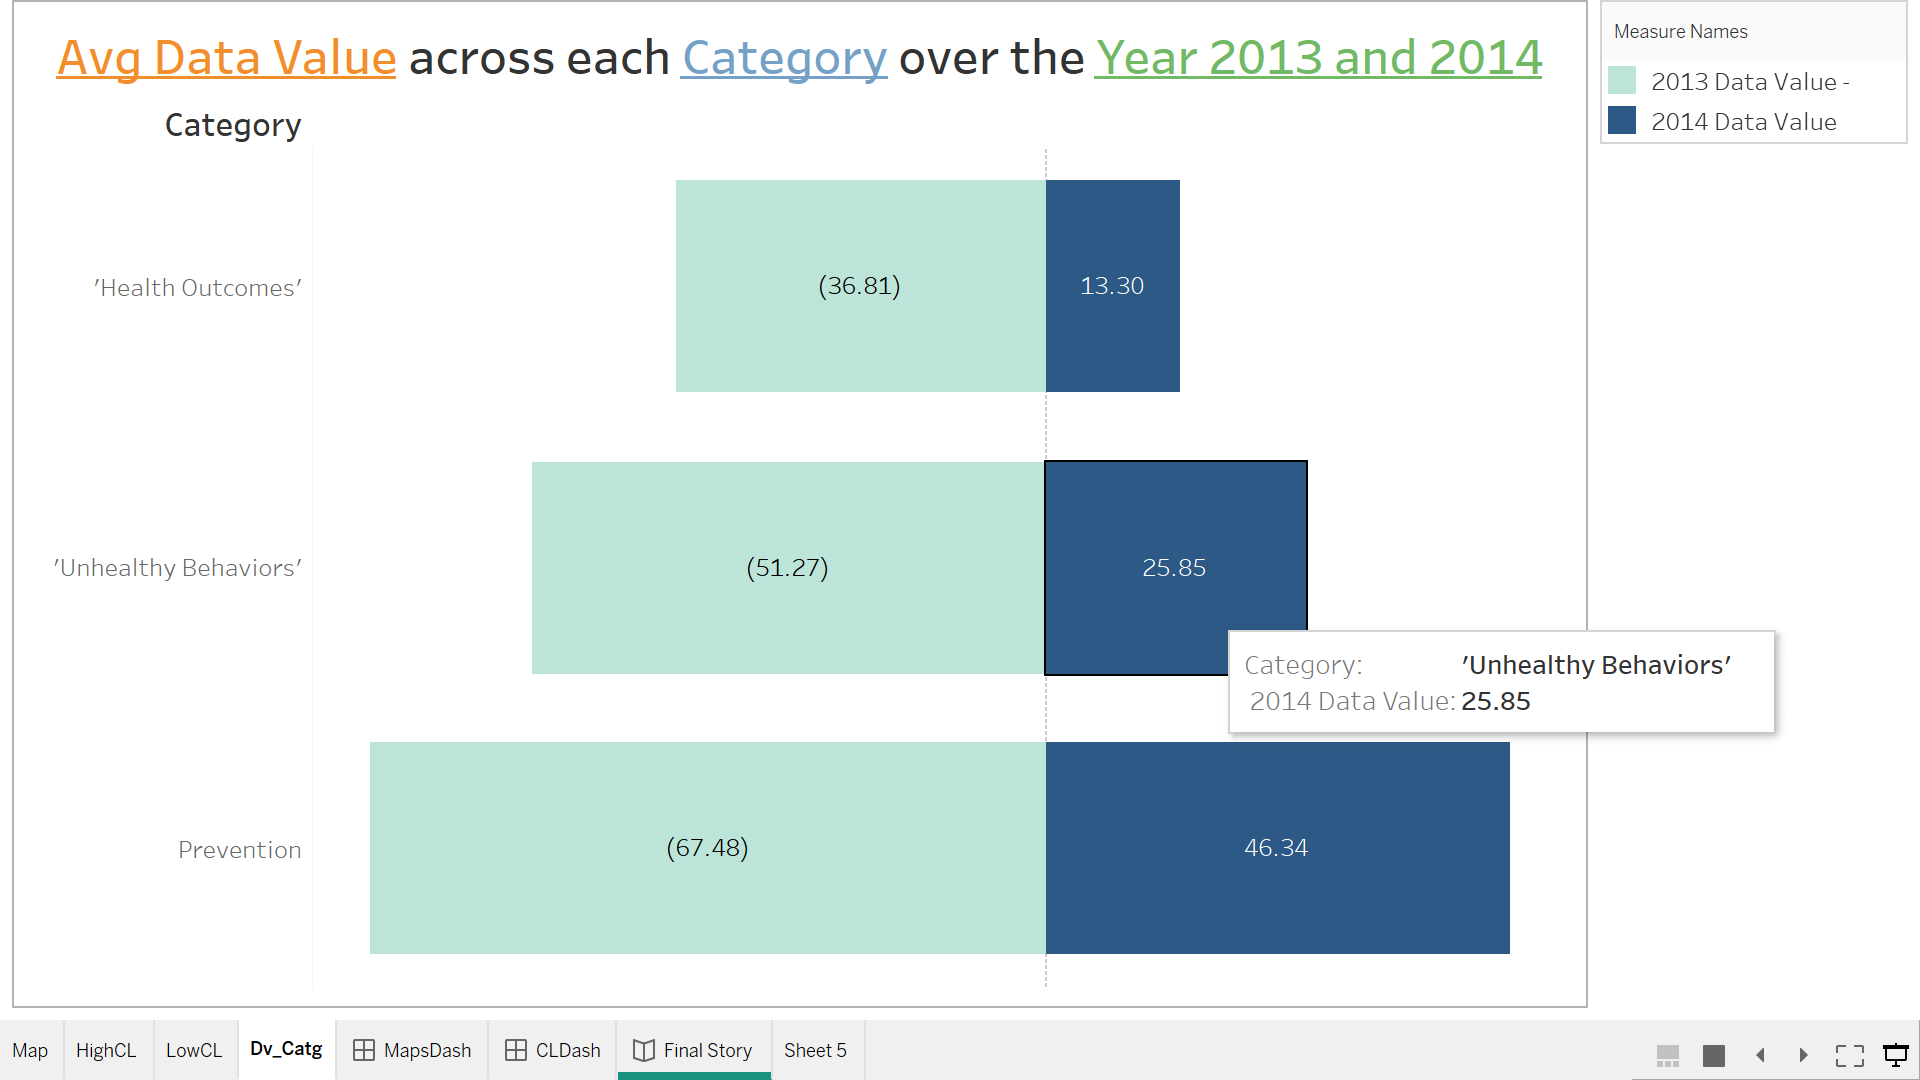 Avg Data Value across each Category over the Year 2013 and 2014
Measure Names
2013 Data Value -
2014 Data Value
Category
'Health Outcomes'
(36.81)
13.30
'Unhealthy Behaviors'
(51.27)
25.85
Category: 'Unhealthy Behaviors'
2014 Data Value: 25.85
Prevention
(67.48)
46.34
Map
HighCL
LowCL
Dv_Catg
MapsDash
CLDash
Final Story
Sheet 5